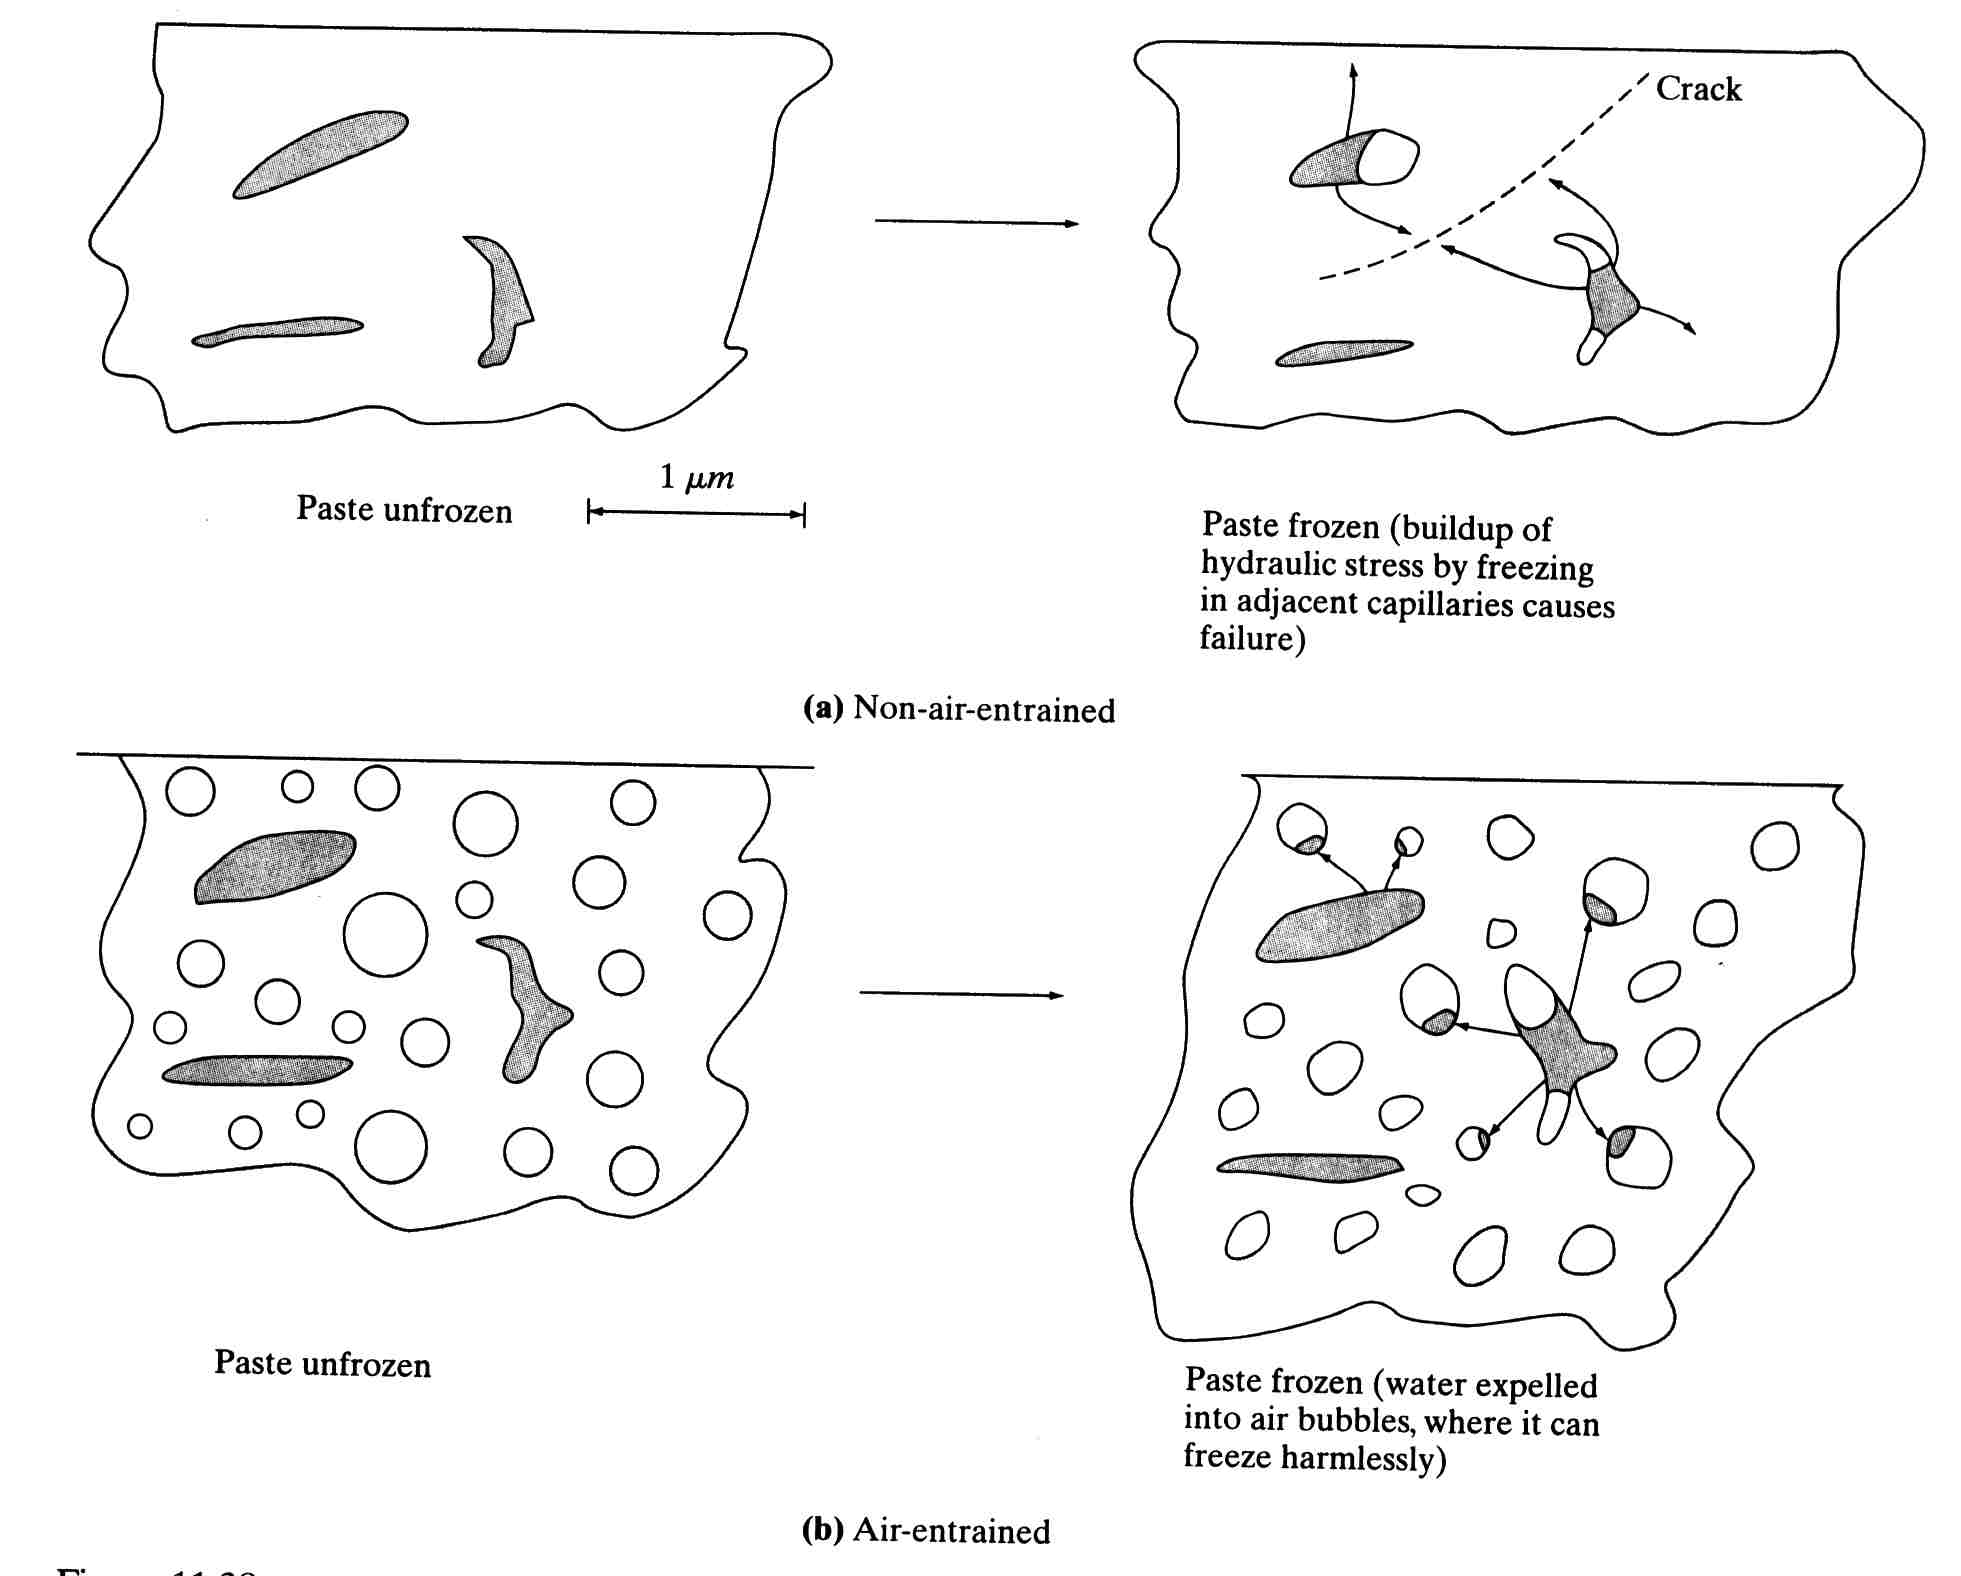 Crack
Paste unfrozen
1 μm
Paste frozen (buildup of
hydraulic stress by freezing
in adjacent capillaries causes
failure)
(a) Non-air-entrained
Paste unfrozen
Paste frozen (water expelled
into air bubbles, where it can
freeze harmlessly)
(b) Air-entrained